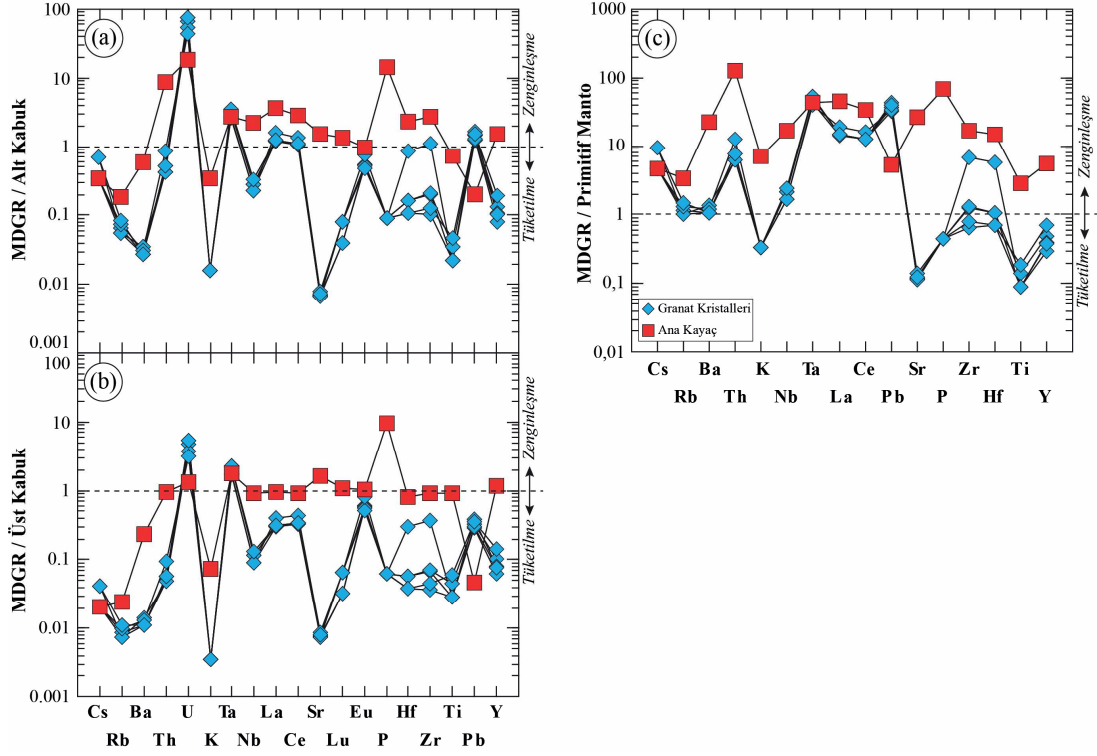 (a)
MDGR / Alt Kabuk
100
10
1
0.1
0.01
0.001
Zenginleşme
Tüketilme
(b)
MDGR / Üst Kabuk
100
10
1
0.1
0.01
0.001
Zenginleşme
Tüketilme
Cs Ba U Ta La Sr Eu Hf Ti Y
Rb Th K Nb Ce Lu P Zr Pb
(c)
MDGR / Primitif Manto
1000
100
10
1
0,1
0,01
Zenginleşme
Tüketilme
Granat Kristalleri
Ana Kayaç
Cs Ba K Ta Ce Sr Zr Ti
Rb Th Nb La Pb P Hf Y